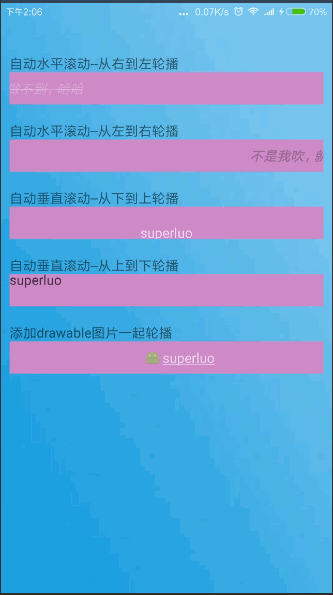 下午2:06 ... 0.07K/s
自动水平滚动--从右到左轮播
做不到，哈哈
自动水平滚动--从左到右轮播
不是我吹，就
自动垂直滚动--从下到上轮播
superluo
自动垂直滚动--从上到下轮播
superluo
添加drawable图片一起轮播
superluo